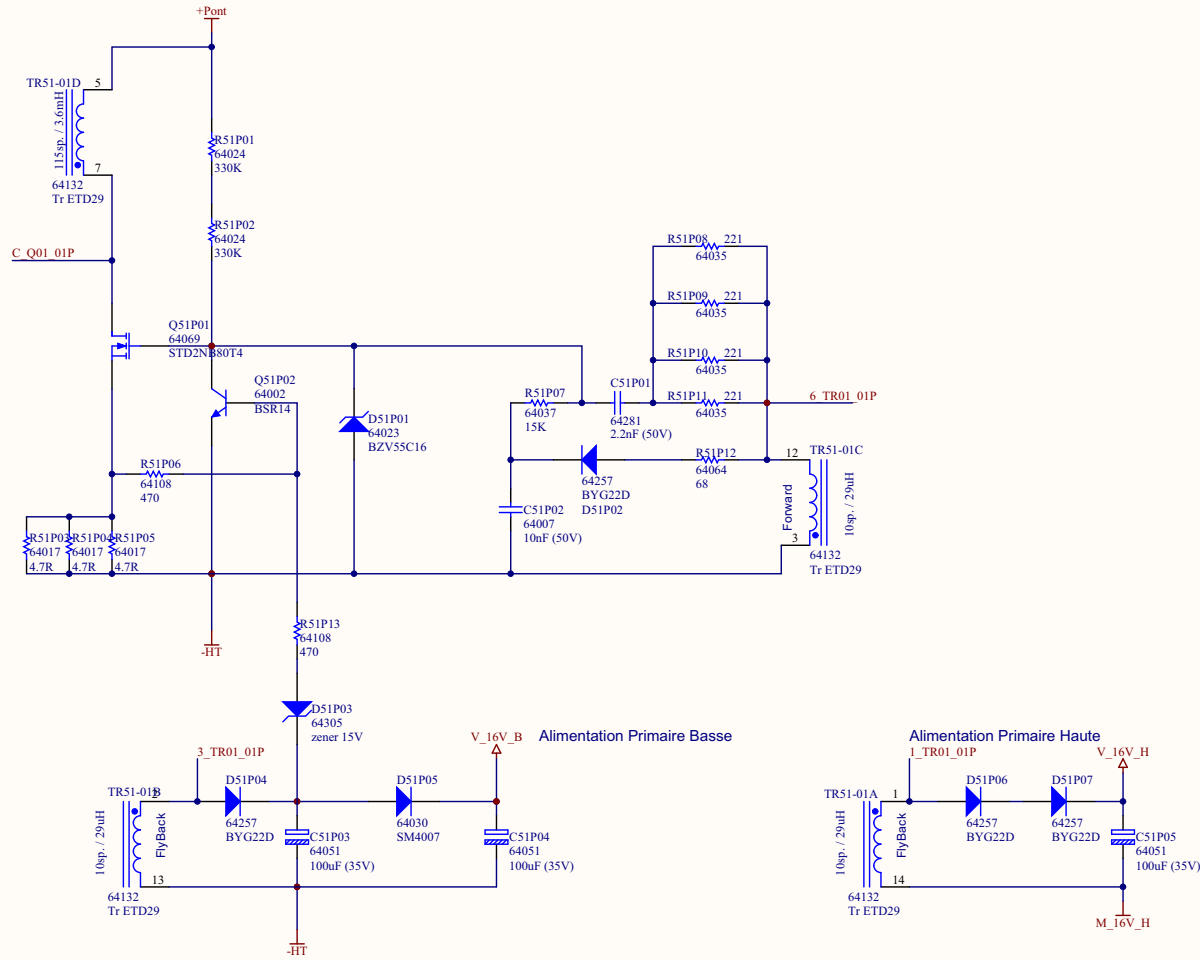 +Pont
TR51-01D
5
115sp. / 3.6mH
7
64132
Tr ETD29
R51P01
64024
330K
R51P02
64024
330K
C_Q01_01P
Q51P01
64069
STD2NB80T4
Q51P02
64002
BSR14
D51P01
64023
BZV55C16
R51P08
221
64035
R51P09
221
64035
R51P10
221
64035
R51P11
221
64035
6_TR01_01P
R51P07
64037
15K
C51P01
64281
2.2nF (50V)
R51P12
64064
68
64257
BYG22D
D51P02
C51P02
64007
10nF (50V)
12
TR51-01C
Forward
10sp. / 29uH
3
64132
Tr ETD29
R51P06
64108
470
R51P03
64017
4.7R
R51P04
64017
4.7R
R51P05
64017
4.7R
-HT
R51P13
64108
470
D51P03
64305
zener 15V
3_TR01_01P
V_16V_B
Alimentation Primaire Basse
TR51-01B
2
D51P04
64257
BYG22D
D51P05
64030
SM4007
10sp. / 29uH
FlyBack
C51P03
64051
100uF (35V)
C51P04
64051
100uF (35V)
13
64132
Tr ETD29
-HT
Alimentation Primaire Haute
1_TR01_01P
V_16V_H
TR51-01A
1
D51P06
64257
BYG22D
D51P07
64257
BYG22D
10sp. / 29uH
FlyBack
C51P05
64051
100uF (35V)
14
64132
Tr ETD29
M_16V_H